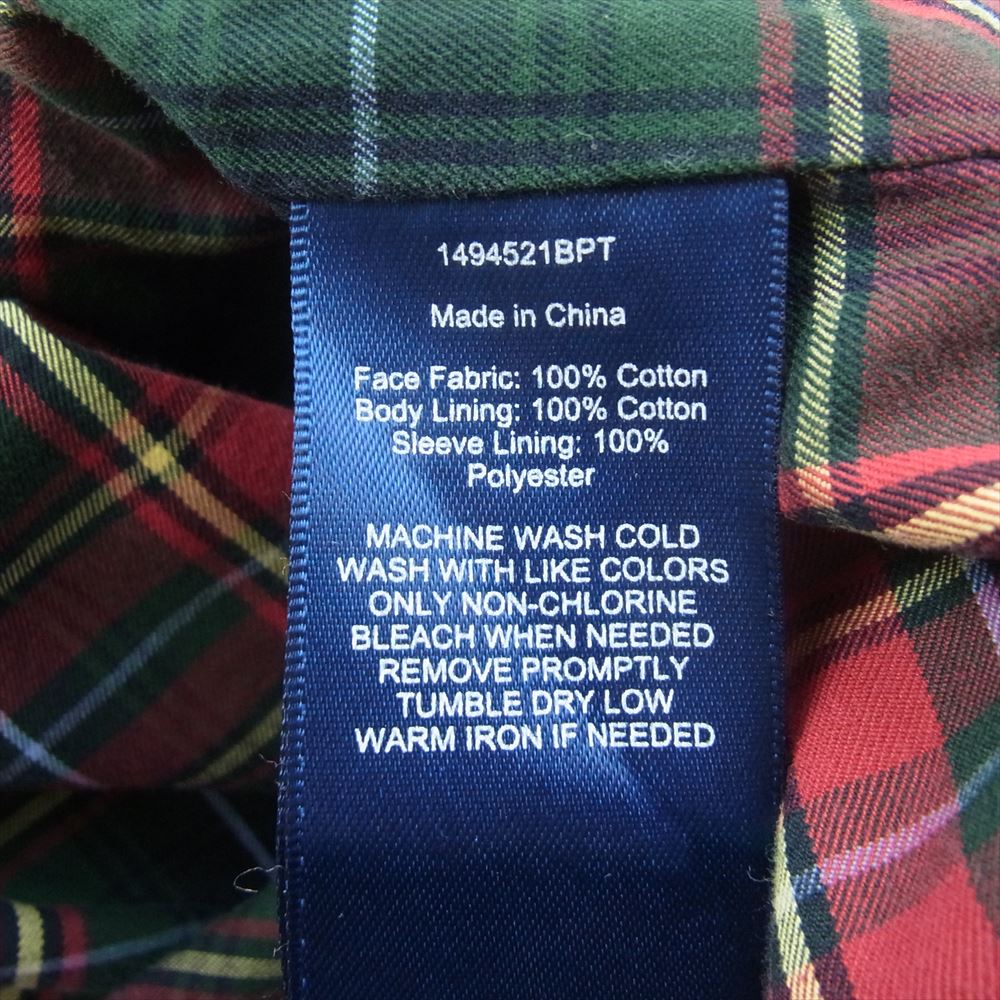 1494521BPT
Made in China
Face Fabric: 100% Cotton
Body Lining: 100% Cotton
Sleeve Lining: 100%
Polyester
MACHINE WASH COLD
WASH WITH LIKE COLORS
ONLY NON-CHLORINE
BLEACH WHEN NEEDED
REMOVE PROMPTLY
TUMBLE DRY LOW
WARM IRON IF NEEDED